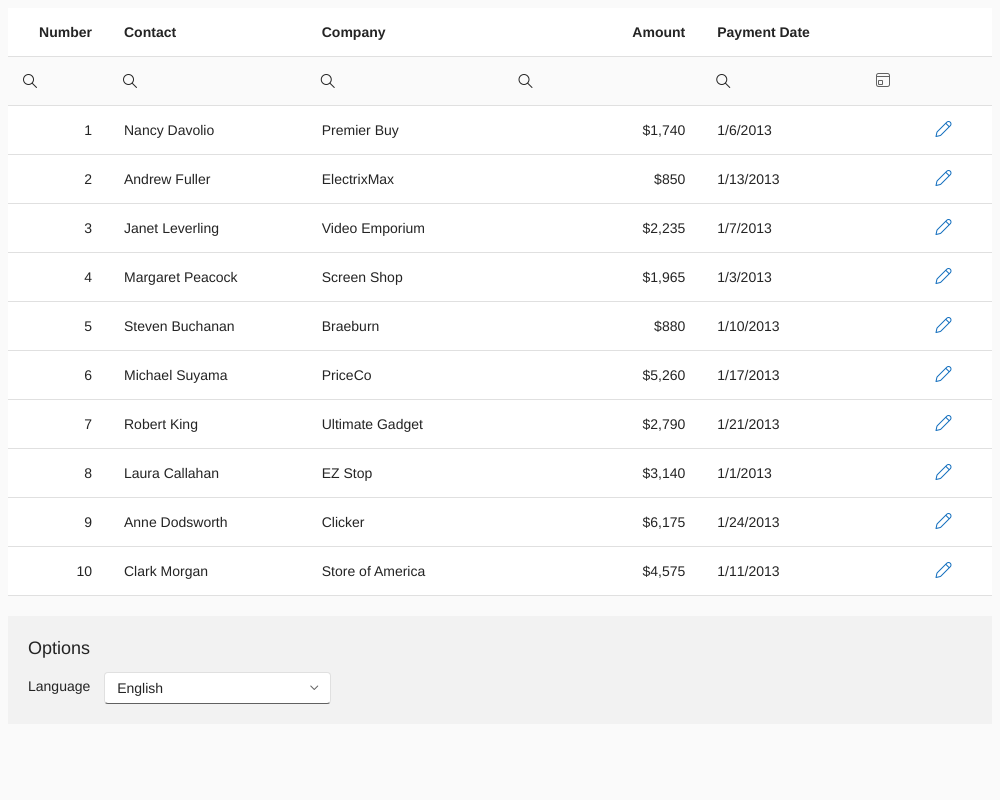 Number Contact Company Amount Payment Date
1 Nancy Davolio Premier Buy $1,740 1/6/2013
2 Andrew Fuller ElectrixMax $850 1/13/2013
3 Janet Leverling Video Emporium $2,235 1/7/2013
4 Margaret Peacock Screen Shop $1,965 1/3/2013
5 Steven Buchanan Braeburn $880 1/10/2013
6 Michael Suyama PriceCo $5,260 1/17/2013
7 Robert King Ultimate Gadget $2,790 1/21/2013
8 Laura Callahan EZ Stop $3,140 1/1/2013
9 Anne Dodsworth Clicker $6,175 1/24/2013
10 Clark Morgan Store of America $4,575 1/11/2013
Options
Language English